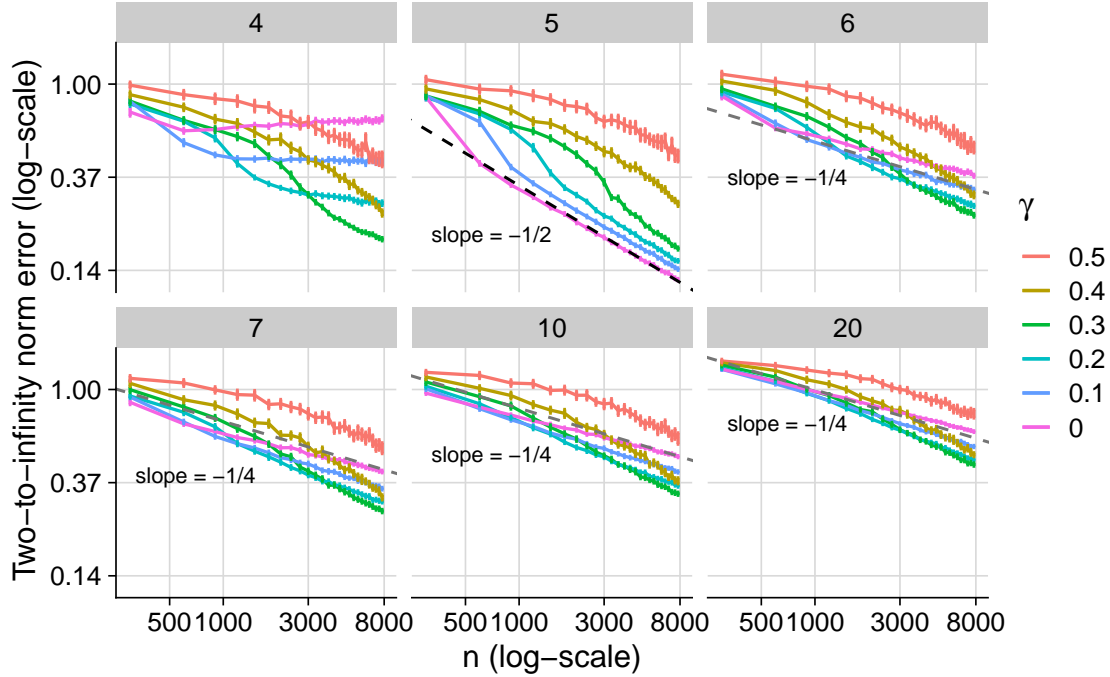 4 5 6
1.00
0.37
0.14
slope = −1/2
slope = −1/4
7 10 20
1.00
0.37
0.14
slope = −1/4
slope = −1/4
slope = −1/4
500 1000 3000 8000 500 1000 3000 8000 500 1000 3000 8000
n (log−scale)
Two−to−infinity norm error (log−scale)
γ
0.5
0.4
0.3
0.2
0.1
0